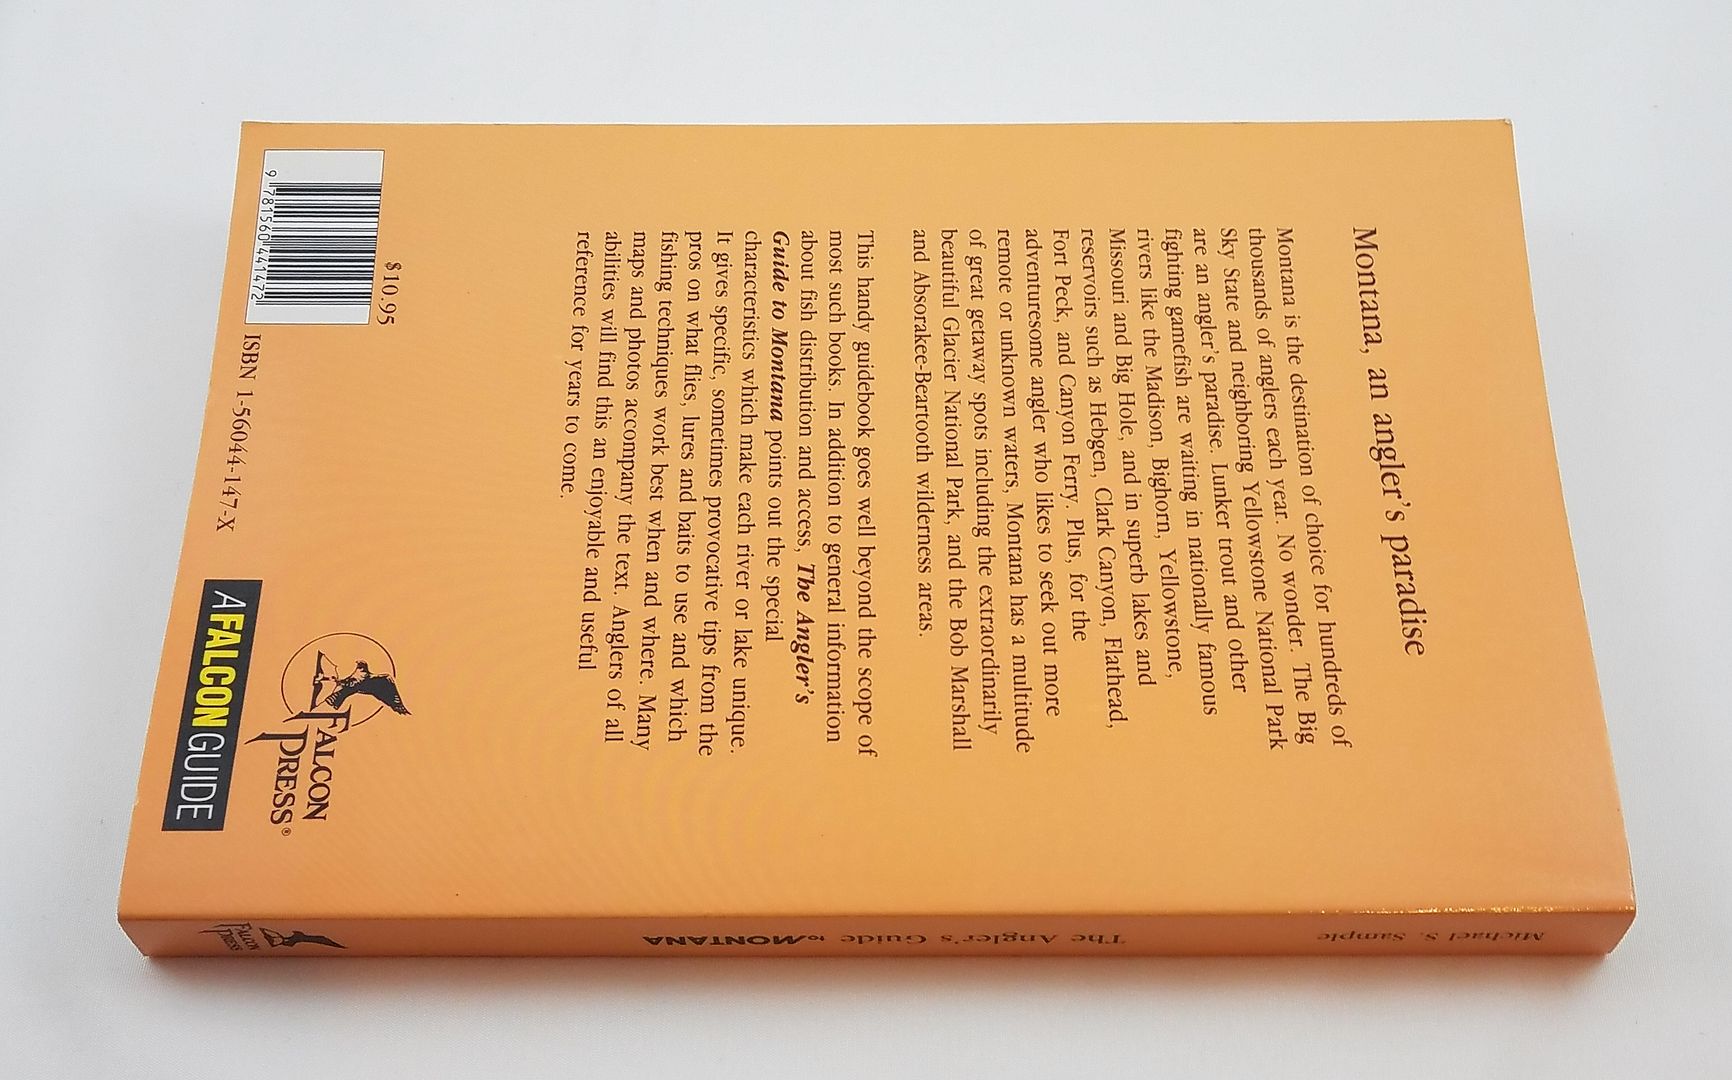 Montana, an angler's paradise
Montana is the destination of choice for hundreds of
thousands of anglers each year. No wonder. The Big
Sky State and neighboring Yellowstone National Park
are an angler's paradise. Lunker trout and other
fighting gamefish are waiting in nationally famous
rivers like the Madison, Bighorn, Yellowstone,
Missouri and Big Hole, and in superb lakes and
reservoirs such as Hebgen, Clark Canyon, Flathead,
Fort Peck, and Canyon Ferry. Plus, for the
adventuresome angler who likes to seek out more
remote or unknown waters, Montana has a multitude
of great getaway spots including the extraordinarily
beautiful Glacier National Park, and the Bob Marshall
and Absorakee-Beartooth wilderness areas.
This handy guidebook goes well beyond the scope of
most such books. In addition to general information
about fish distribution and access, The Angler's
Guide to Montana points out the special
characteristics which make each river or lake unique.
It gives specific, sometimes provocative tips from the
pros on what flies, lures and baits to use and which
fishing techniques work best when and where. Many
maps and photos accompany the text. Anglers of all
abilities will find this an enjoyable and useful
reference for years to come.
$10.95
9 781560 441472
ISBN 1-56044-147-X
FALCON
PRESS®
A FALCON GUIDE
Michael S. Sample
The Angler's Guide to MONTANA
FALCON
PRESS